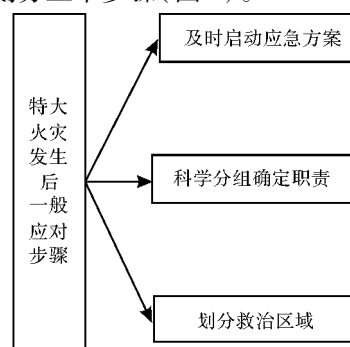 特大
火灾
发生
后
一般
应对
步骤
及时启动应急方案
科学分组确定职责
划分救治区域